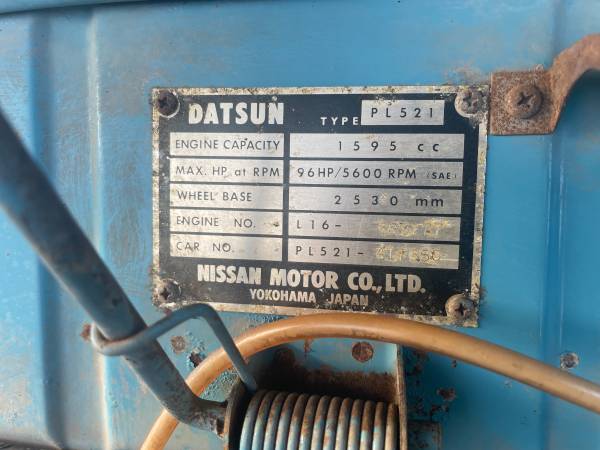 DATSUN TYPE PL521
ENGINE CAPACITY 1595 cc
MAX. HP. at RPM 96HP/5600 RPM (SAE)
WHEEL BASE 2530 mm
ENGINE NO. L16-
CAR NO. PL521-
NISSAN MOTOR CO.,LTD.
YOKOHAMA JAPAN